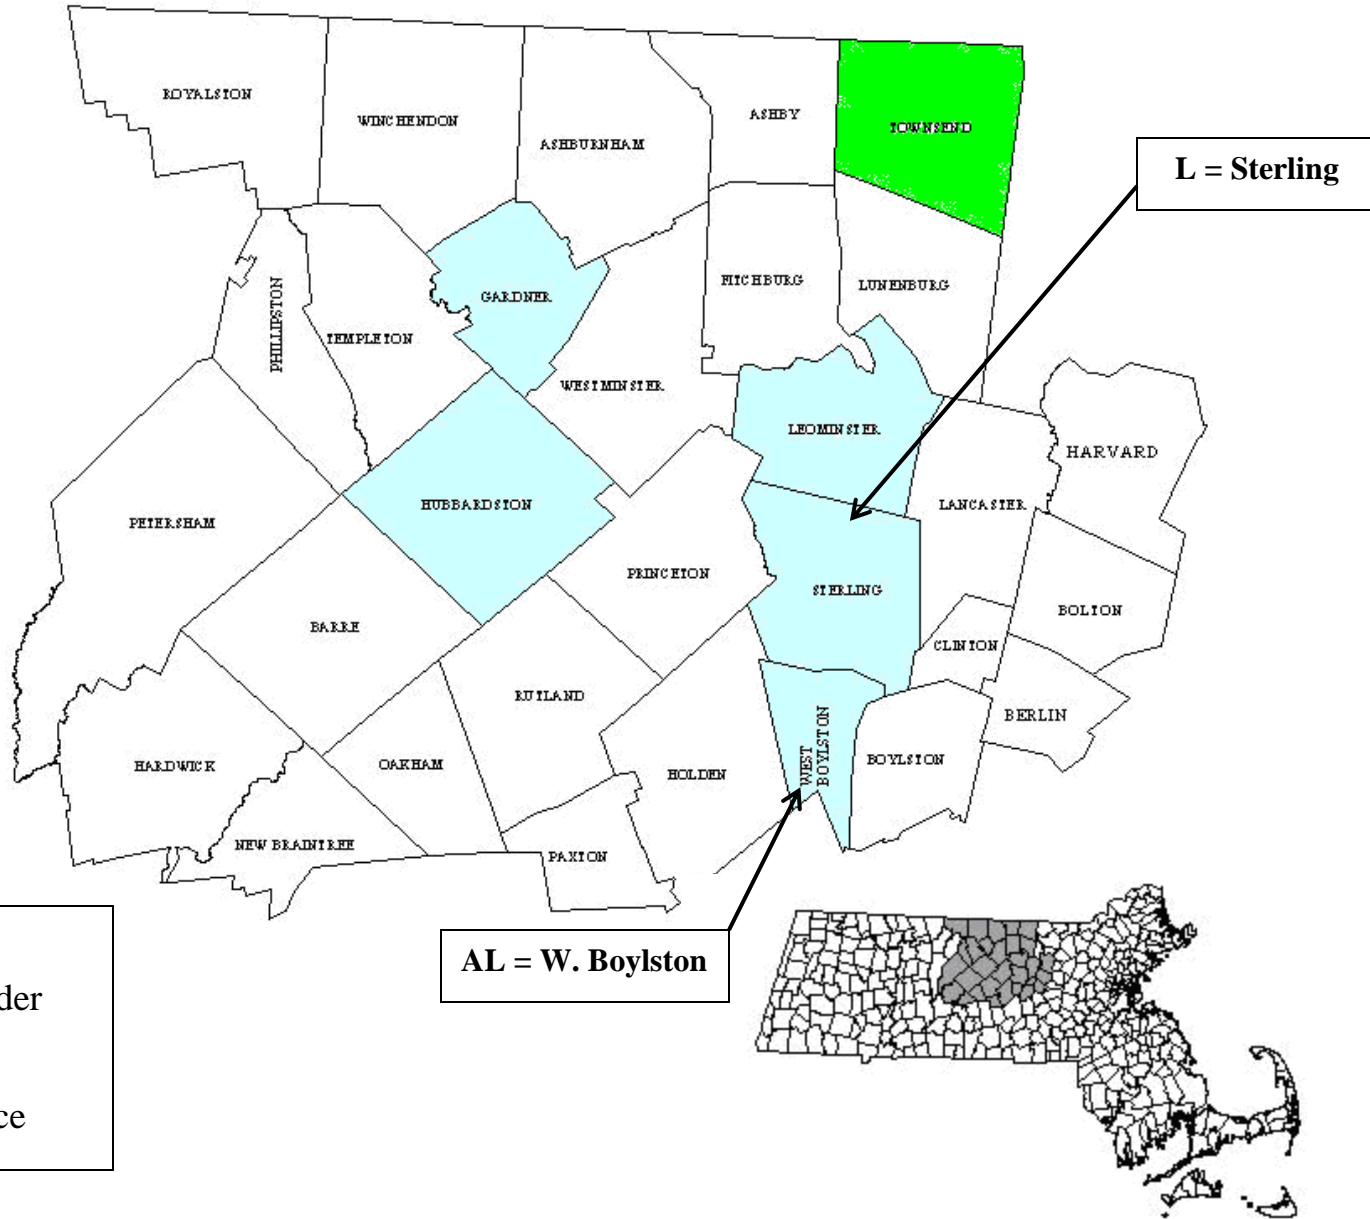 ROYALSTON
WINCHENDON
ASHBURNHAM
ASHBY
TOWNSEND
L = Sterling
PHILLIPSTON
TEMPLETON
GARDNER
WESTMINSTER
FITCHBURG
LUNENBURG
LEOMINSTER
HARVARD
PETERSHAM
HUBBARDSTON
LANCASTER
PRINCETON
STERLING
BOLTON
BARRE
CLINTON
RUTLAND
BERLIN
HARDWICK
OAKHAM
HOLDEN
WEST
BOYLSTON
BOYLSTON
NEW BRAINTREE
PAXTON
AL = W. Boylston
der
ce